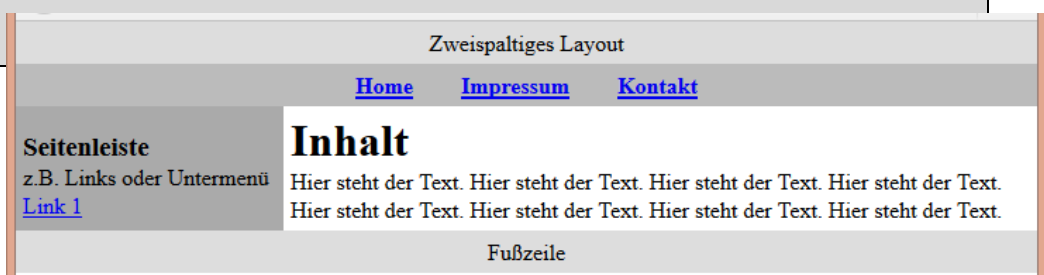 Zweispaltiges Layout
Home Impressum Kontakt
Seitenleiste
z.B. Links oder Untermenü
Link 1
Inhalt
Hier steht der Text. Hier steht der Text. Hier steht der Text. Hier steht der Text.
Hier steht der Text. Hier steht der Text. Hier steht der Text. Hier steht der Text.
Fußzeile